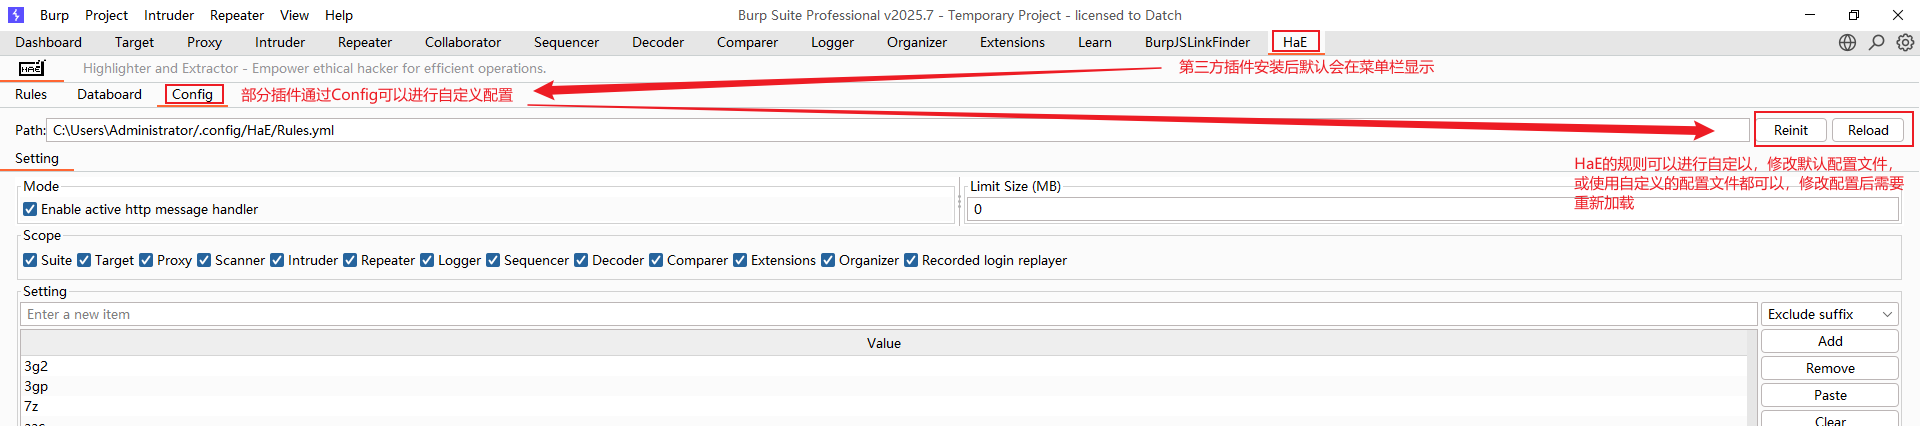 Burp Project Intruder Repeater View Help Burp Suite Professional v2025.7 - Temporary Project - licensed to Datch
Dashboard Target Proxy Intruder Repeater Collaborator Sequencer Decoder Comparer Logger Organizer Extensions Learn BurpJSLinkFinder HaE
HAE Highlighter and Extractor - Empower ethical hacker for efficient operations.
第三方插件安装后默认会在菜单栏显示
Rules Databoard Config 部分插件通过Config可以进行自定义配置
Path: C:\Users\Administrator/.config/HaE/Rules.yml Reinit Reload
Setting
HaE的规则可以进行自定以，修改默认配置文件，
或使用自定义的配置文件都可以，修改配置后需要
重新加载
Mode Limit Size (MB)
Enable active http message handler 0
Scope
Suite Target Proxy Scanner Intruder Repeater Logger Sequencer Decoder Comparer Extensions Organizer Recorded login replayer
Setting
Enter a new item Exclude suffix
Value Add
3g2 Remove
3gp
7z Paste
Clear